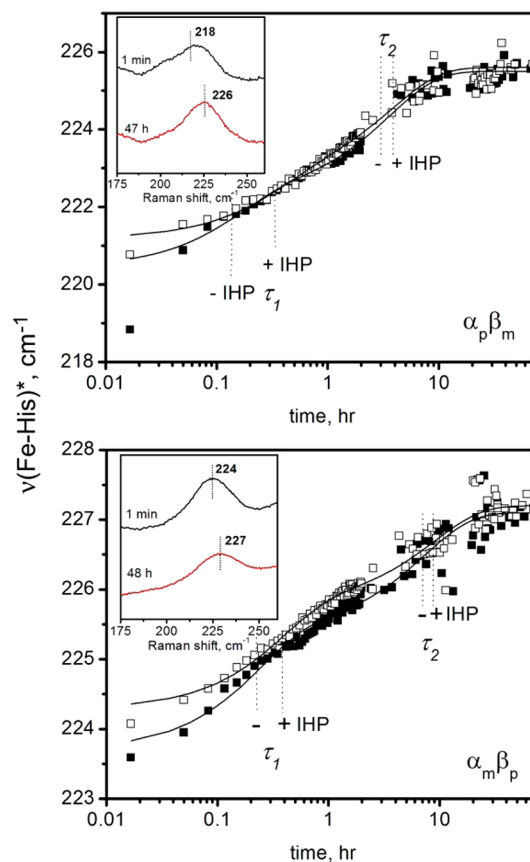 ν(Fe-His)*, cm⁻¹
226
224
222
220
218
218
1 min
226
47 h
175 200 225 250
Raman shift, cm⁻¹
τ₂
- + IHP
+ IHP
- IHP τ₁
αₚβₘ
0.01 0.1 1 10
time, hr
228
227
226
225
224
223
224
1 min
227
48 h
175 200 225 250
Raman shift, cm⁻¹
- + IHP
τ₂
- + IHP
τ₁
αₘβₚ
0.01 0.1 1 10
time, hr